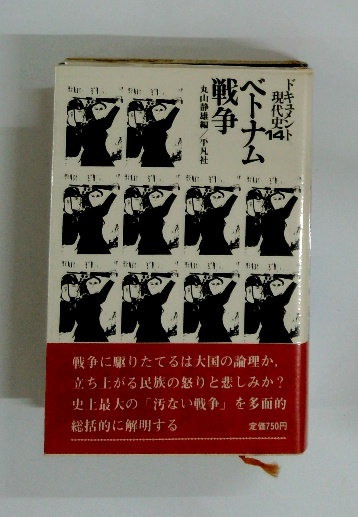 ドキュメント
現代史14
ベトナム
戦争
丸山静雄編／平凡社
戦争に駆りたてるは大国の論理か,
立ち上がる民族の怒りと悲しみか?
史上最大の「汚ない戦争」を多面的
総括的に解明する
定価750円